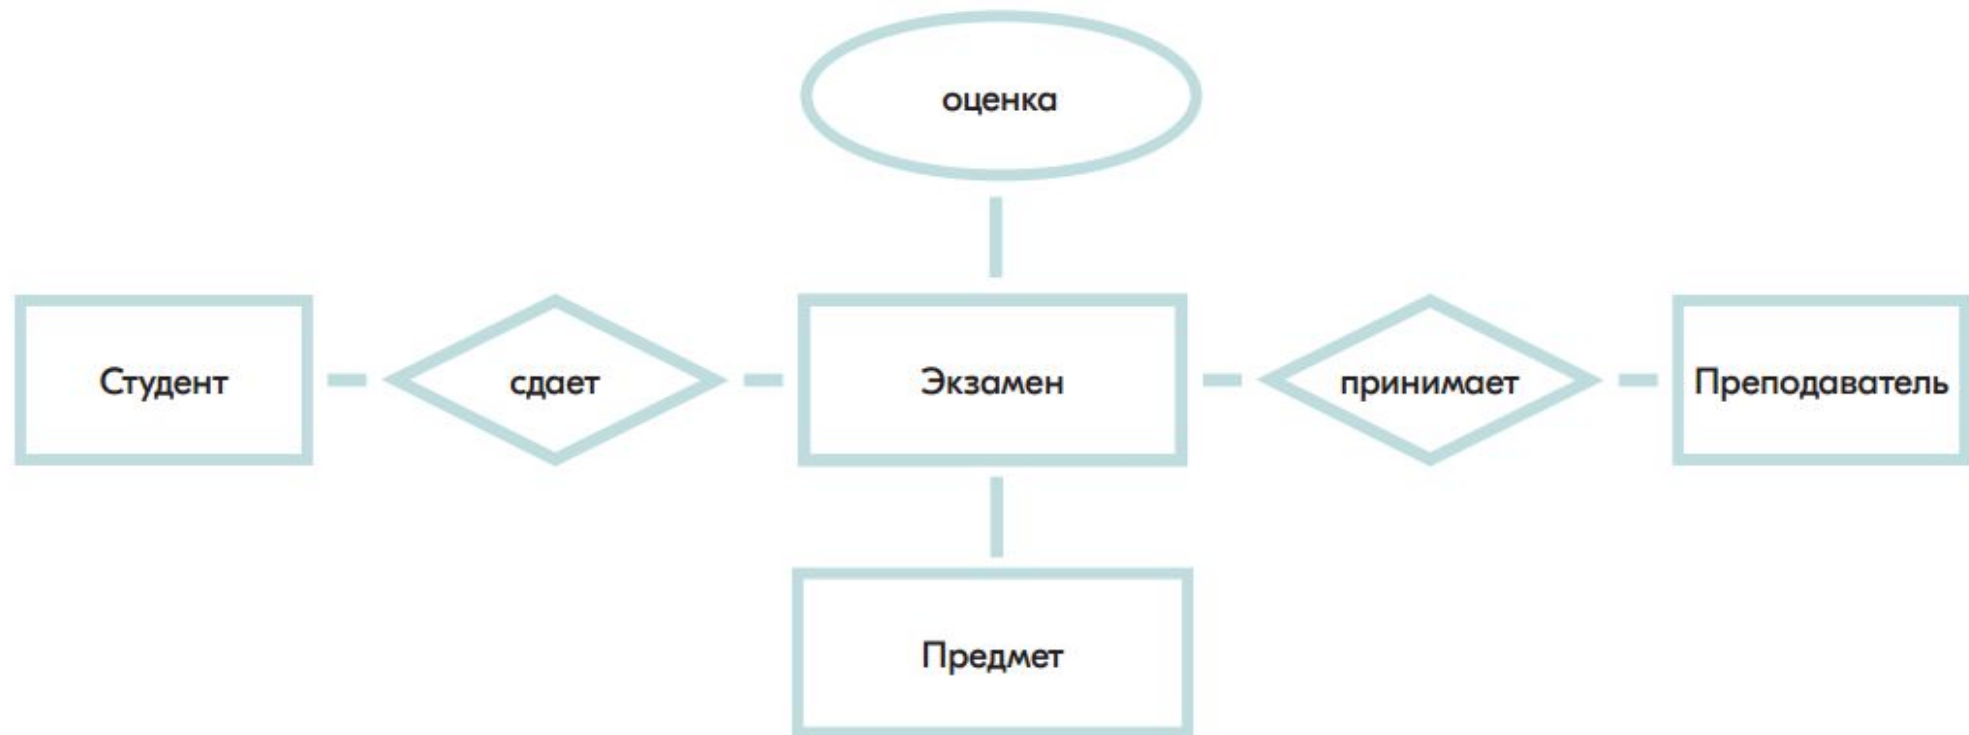 оценка
Студент
сдает
Экзамен
принимает
Преподаватель
Предмет